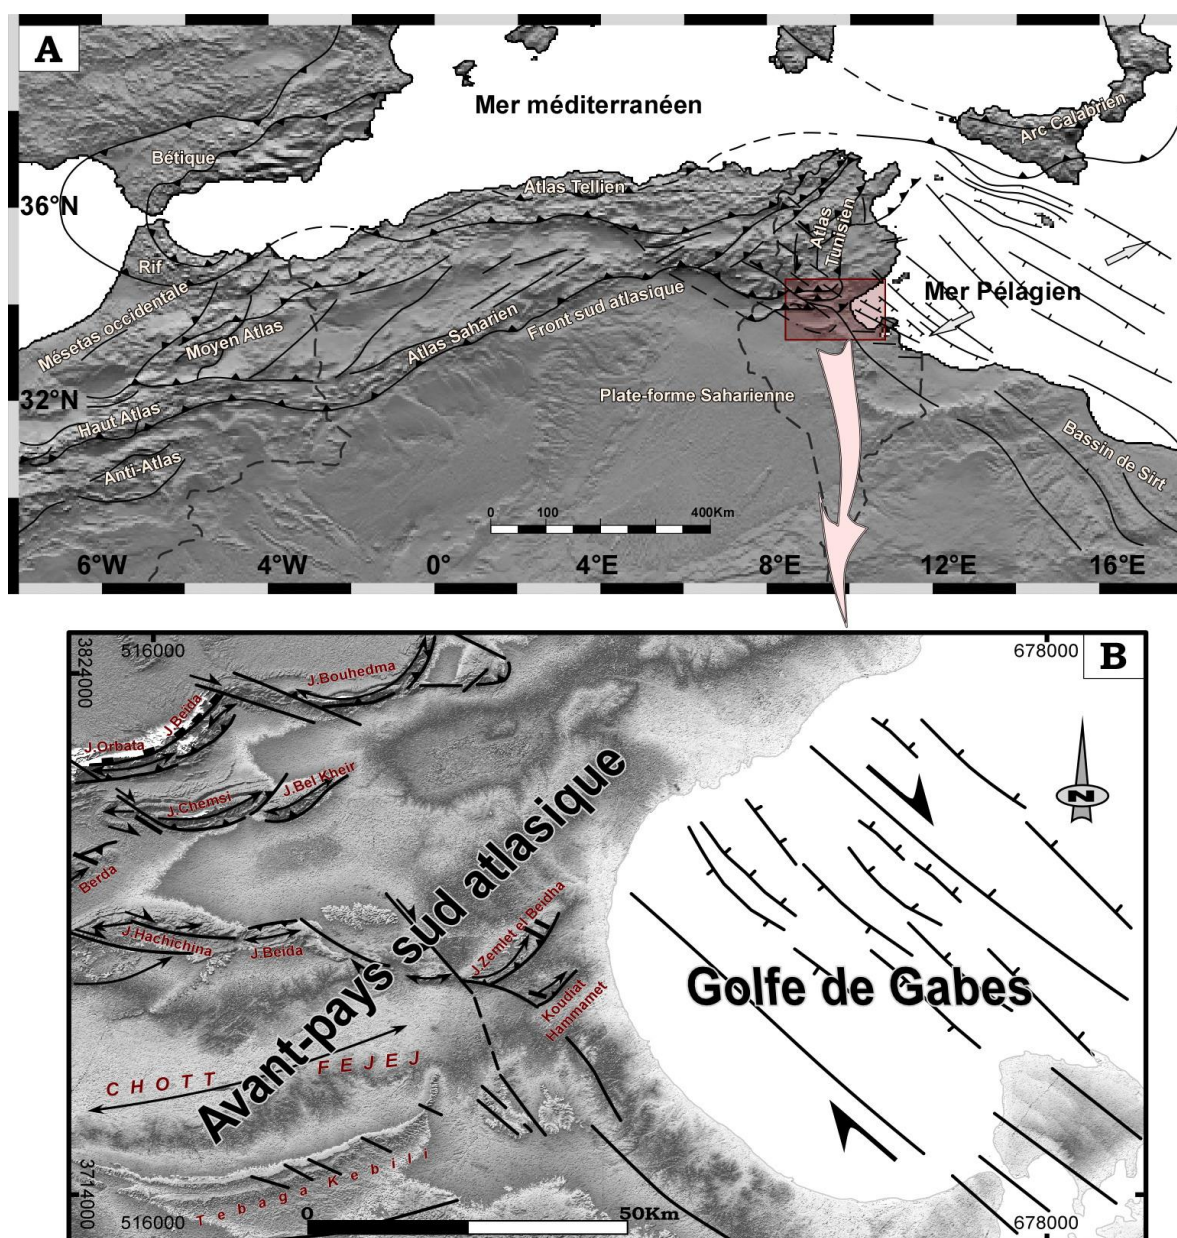 A
Mer méditerranéen
Arc Calabrien
Bétique
Atlas Tellien
36°N
Atlas
Tunisien
Rif
Mer Pélagien
Mésetas occidentale
Moyen Atlas
Atlas Saharien
Front sud atlasique
32°N
Plate-forme Saharienne
Haut Atlas
Bassin de Sirt
Anti-Atlas
0 100 400Km
6°W 4°W 0° 4°E 8°E 12°E 16°E
B
516000
678000
3824000
J.Bouhedma
J.Beida
J.Orbata
J.Bel Kheir
J.Chemsi
Berda
Avant-pays sud atlasique
J.Zemlet el Beidha
J.Hachichina
J.Beida
Golfe de Gabes
Koudiat
Hammamet
N
CHOTT FEJEJ
Tebaga Kebili
3714000
516000
0 50Km
678000